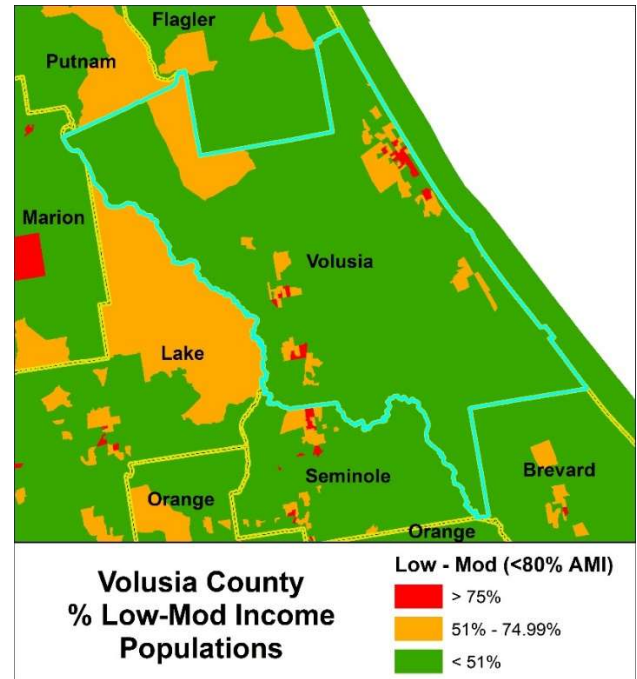 Flagler
Putnam
Marion
Volusia
Lake
Seminole
Brevard
Orange
Orange
Volusia County
% Low-Mod Income
Populations
Low - Mod (<80% AMI)
> 75%
51% - 74.99%
< 51%